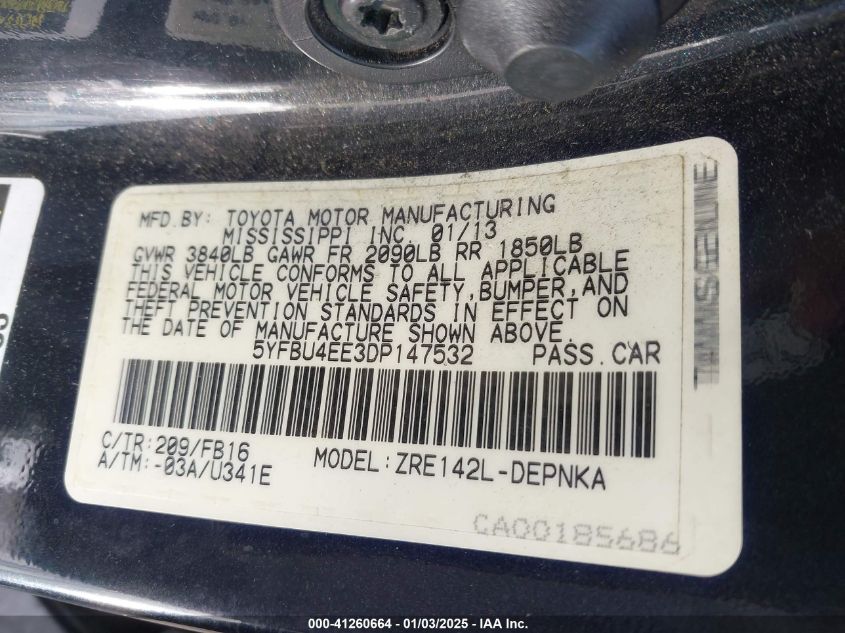 MFD.BY: TOYOTA MOTOR MANUFACTURING
MISSISSIPPI INC. 01/13
GVWR 3840LB GAWR FR 2090LB RR 1850LB
THIS VEHICLE CONFORMS TO ALL APPLICABLE
FEDERAL MOTOR VEHICLE SAFETY,BUMPER,AND
THEFT PREVENTION STANDARDS IN EFFECT ON
THE DATE OF MANUFACTURE SHOWN ABOVE.
5YFBU4EE3DP147532 PASS.CAR
C/TR:209/FB16
A/TM:-03A/U341E MODEL:ZRE142L-DEPNKA
CA00185686
000-41260664 - 01/03/2025 - IAAI.com